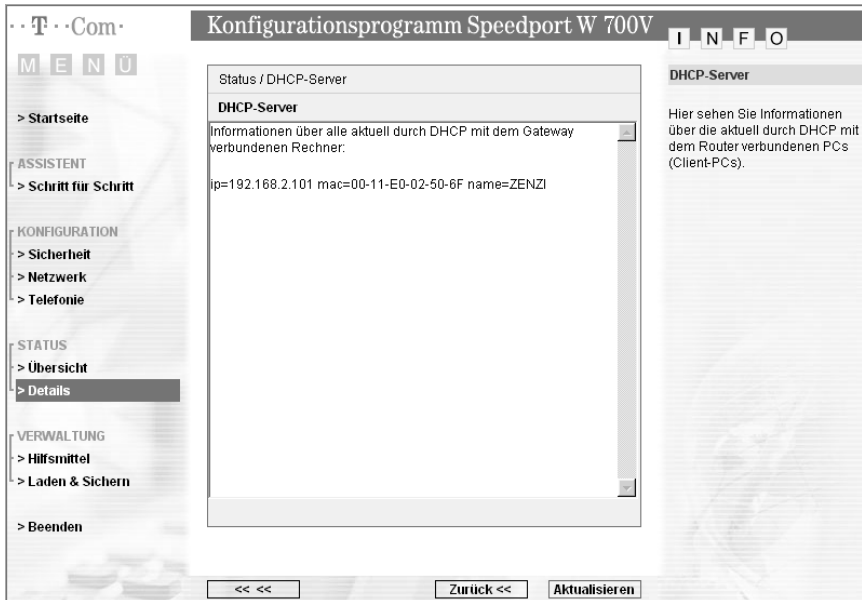 ·· T ··Com·
Konfigurationsprogramm Speedport W 700V
I N F O
MENÜ
> Startseite
ASSISTENT
> Schritt für Schritt
KONFIGURATION
> Sicherheit
> Netzwerk
> Telefonie
STATUS
> Übersicht
> Details
VERWALTUNG
> Hilfsmittel
> Laden & Sichern
> Beenden
Status / DHCP-Server
DHCP-Server
Informationen über alle aktuell durch DHCP mit dem Gateway
verbundenen Rechner:
ip=192.168.2.101 mac=00-11-E0-02-50-6F name=ZENZI
<< <<
Zurück <<
Aktualisieren
DHCP-Server
Hier sehen Sie Informationen
über die aktuell durch DHCP mit
dem Router verbundenen PCs
(Client-PCs).